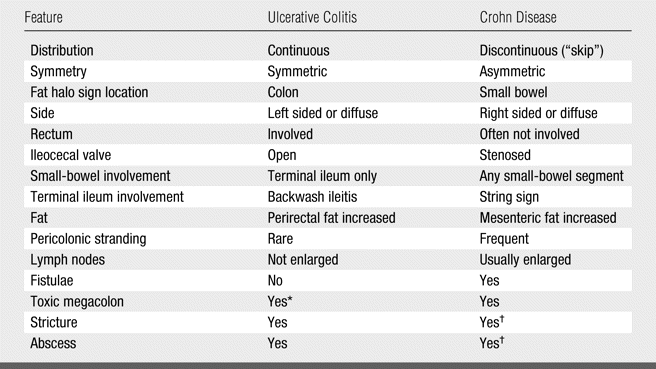 Feature Ulcerative Colitis Crohn Disease
Distribution Continuous Discontinuous (“skip”)
Symmetry Symmetric Asymmetric
Fat halo sign location Colon Small bowel
Side Left sided or diffuse Right sided or diffuse
Rectum Involved Often not involved
Ileocecal valve Open Stenosed
Small-bowel involvement Terminal ileum only Any small-bowel segment
Terminal ileum involvement Backwash ileitis String sign
Fat Perirectal fat increased Mesenteric fat increased
Pericolonic stranding Rare Frequent
Lymph nodes Not enlarged Usually enlarged
Fistulae No Yes
Toxic megacolon Yes* Yes
Stricture Yes Yes†
Abscess Yes Yes†